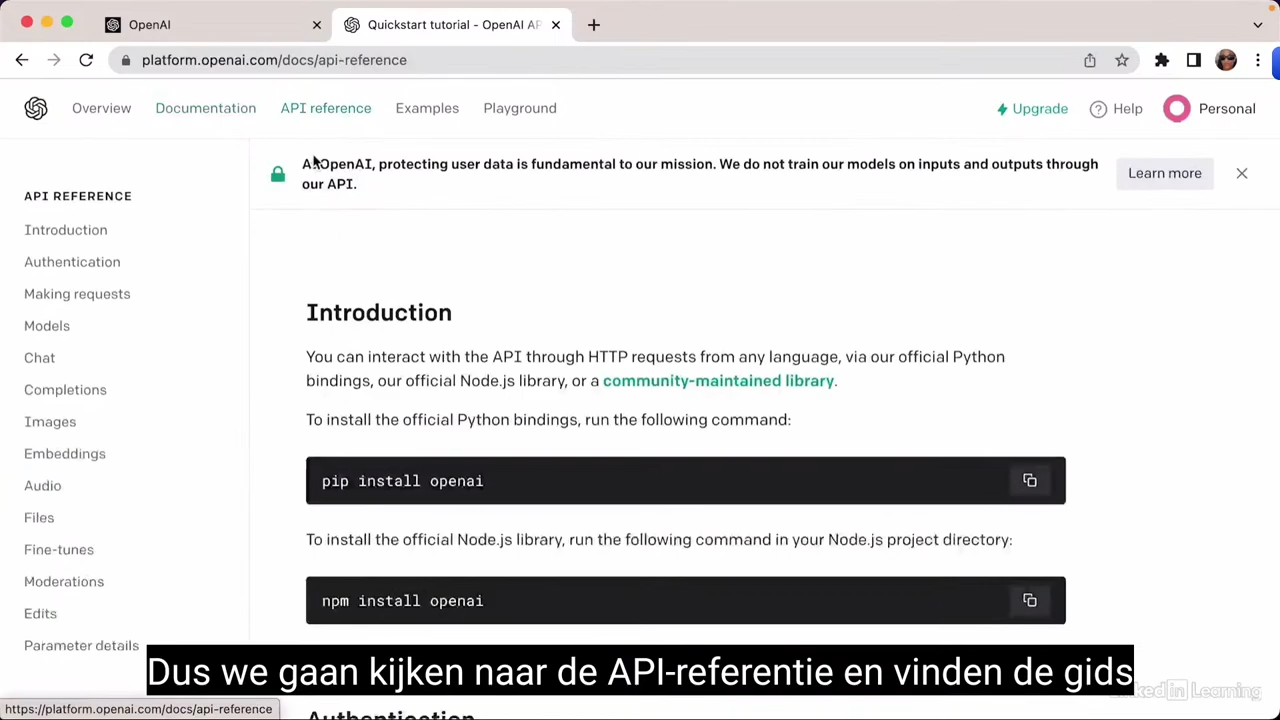 OpenAI
Quickstart tutorial - OpenAI AP
platform.openai.com/docs/api-reference
Overview
Documentation
API reference
Examples
Playground
Upgrade
Help
Personal
OpenAI, protecting user data is fundamental to our mission. We do not train our models on inputs and outputs through
our API.
Learn more
API REFERENCE
Introduction
Authentication
Making requests
Models
Chat
Completions
Images
Embeddings
Audio
Files
Fine-tunes
Moderations
Edits
Parameter details
Introduction
You can interact with the API through HTTP requests from any language, via our official Python
bindings, our official Node.js library, or a community-maintained library.
To install the official Python bindings, run the following command:
pip install openai
To install the official Node.js library, run the following command in your Node.js project directory:
npm install openai
Dus we gaan kijken naar de API-referentie en vinden de gids
Learning
https://platform.openai.com/docs/api-reference